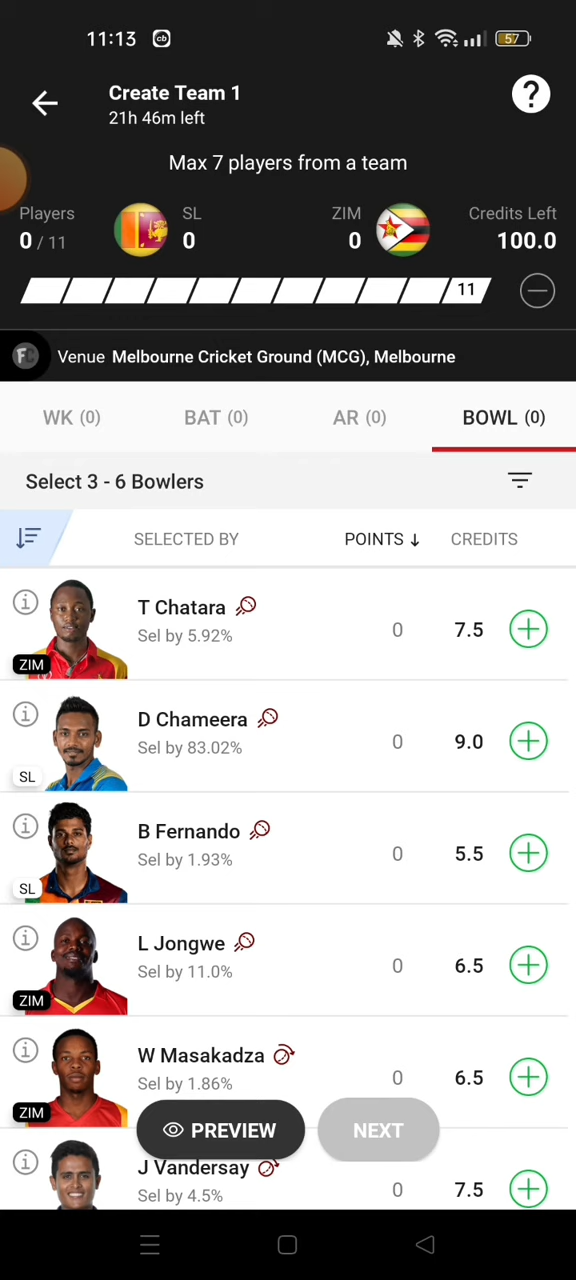 11:13 cb 57
Create Team 1
21h 46m left
?
Max 7 players from a team
Players SL ZIM Credits Left
0 / 11 0 0 100.0
11
FC Venue Melbourne Cricket Ground (MCG), Melbourne
WK (0) BAT (0) AR (0) BOWL (0)
Select 3 - 6 Bowlers
SELECTED BY POINTS ↓ CREDITS
T Chatara
Sel by 5.92% 0 7.5
ZIM
D Chameera
Sel by 83.02% 0 9.0
SL
B Fernando
Sel by 1.93% 0 5.5
SL
L Jongwe
Sel by 11.0% 0 6.5
ZIM
W Masakadza
Sel by 1.86% 0 6.5
ZIM
PREVIEW NEXT
J Vandersay
Sel by 4.5% 0 7.5